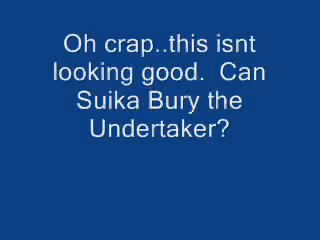 Oh crap..this isnt
looking good.  Can
Suika Bury the
Undertaker?